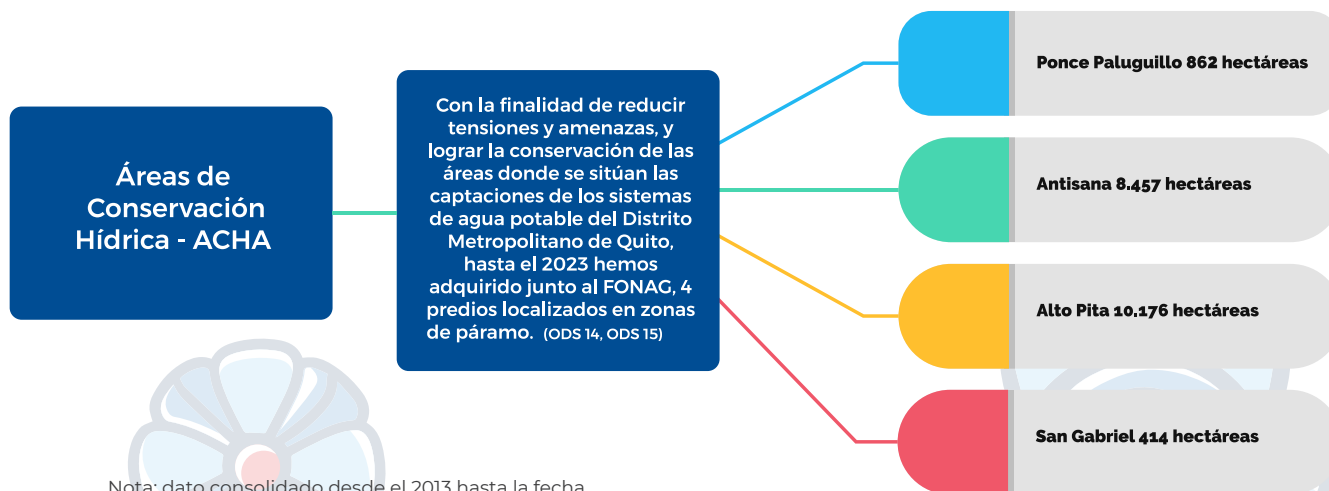 Áreas de
Conservación
Hídrica - ACHA
Con la finalidad de reducir
tensiones y amenazas, y
lograr la conservación de las
áreas donde se sitúan las
captaciones de los sistemas
de agua potable del Distrito
Metropolitano de Quito,
hasta el 2023 hemos
adquirido junto al FONAG, 4
predios localizados en zonas
de páramo. (ODS 14, ODS 15)
Ponce Paluguillo 862 hectáreas
Antisana 8.457 hectáreas
Alto Pita 10.176 hectáreas
San Gabriel 414 hectáreas
Nota: dato consolidado desde el 2013 hasta la fecha